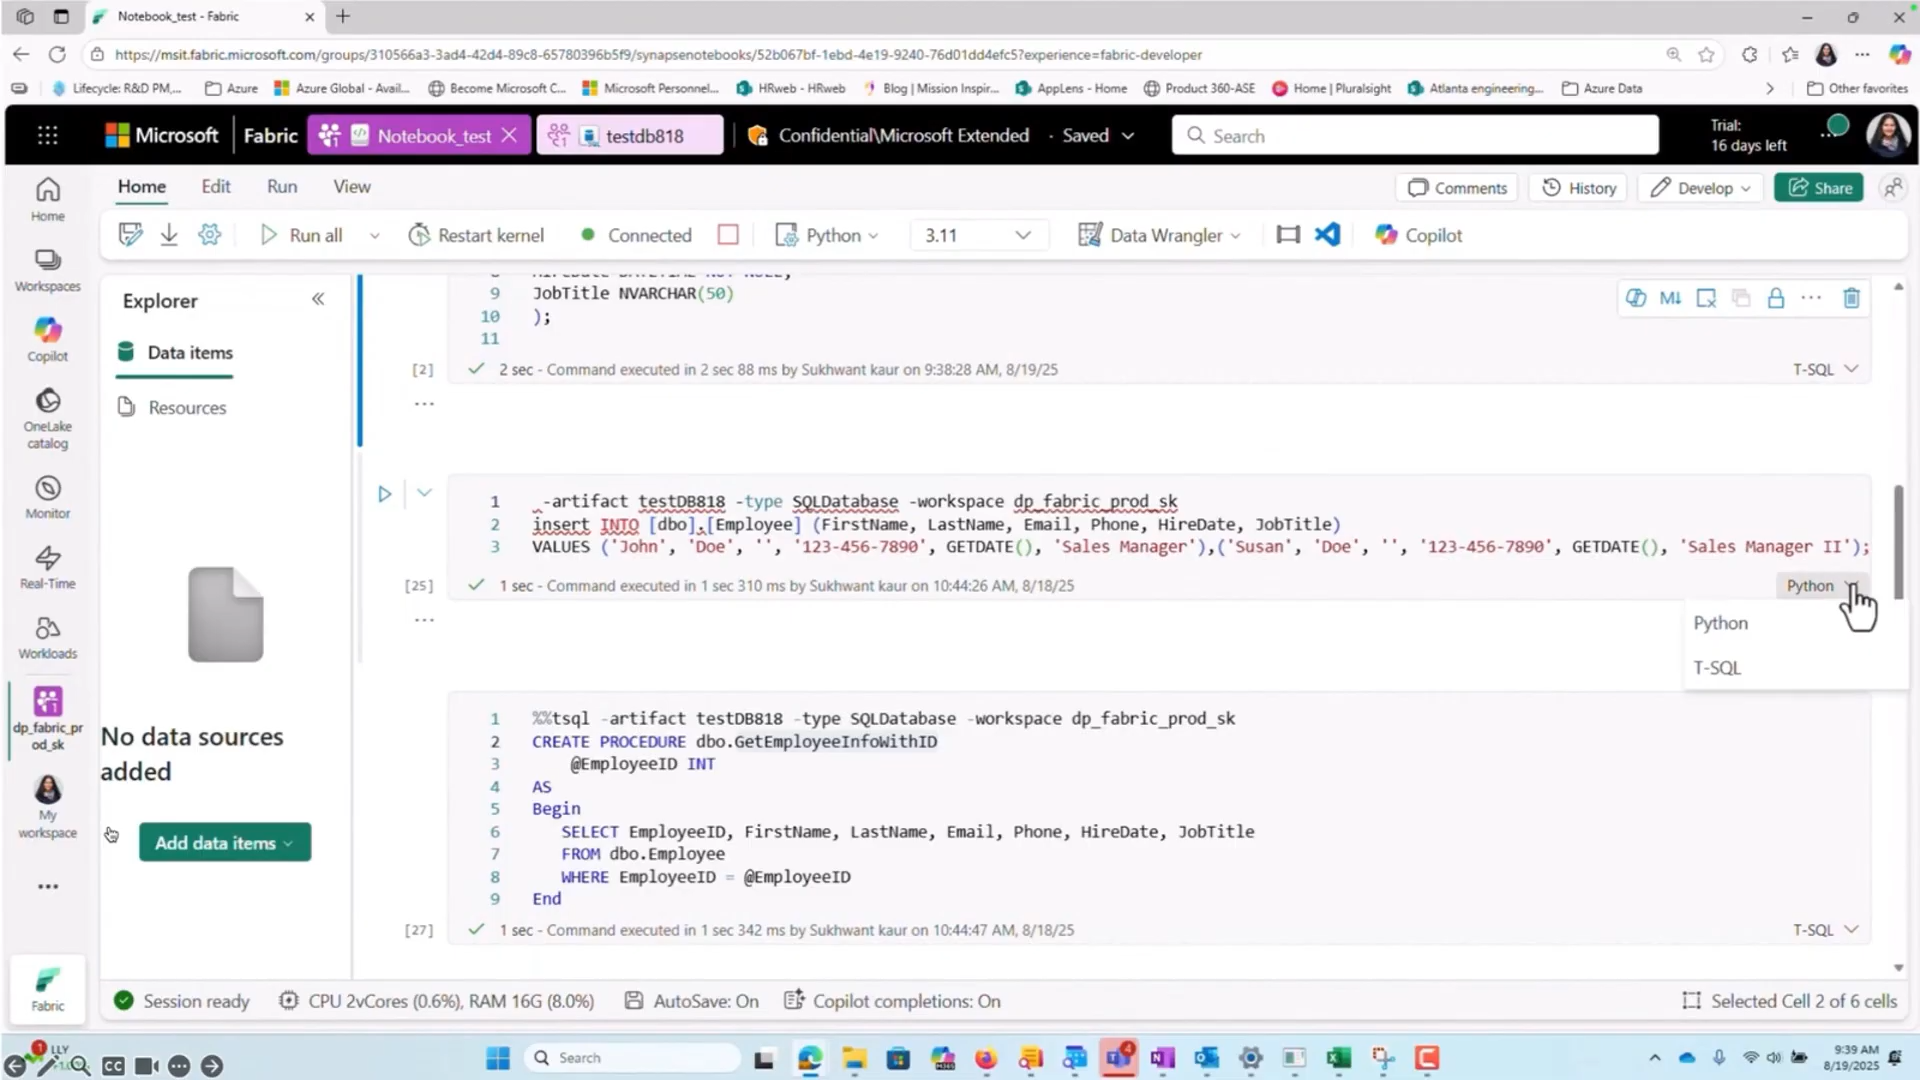 Notebook_test - Fabric
https://msit.fabric.microsoft.com/groups/310566a3-3ad4-42d4-89c8-65780396b5f9/synapsenotebooks/52b067bf-1ebd-4e19-9240-76d01dd4efc5?experience=fabric-developer
Lifecycle: R&D PM,... Azure Azure Global - Avail... Become Microsoft C... Microsoft Personnel... HRweb - HRweb Blog | Mission Inspir... AppLens - Home Product 360-ASE Home | Pluralsight Atlanta engineering... Azure Data Other favorites
Microsoft Fabric Notebook_test testdb818 Confidential\Microsoft Extended · Saved Search Trial:
16 days left
Home Edit Run View Comments History Develop Share
Run all Restart kernel Connected Python 3.11 Data Wrangler Copilot
Home
Workspaces
Copilot
OneLake
catalog
Monitor
Real-Time
Workloads
dp_fabric_pr
od_sk
My
workspace
...
Fabric
Explorer
Data items
Resources
No data sources
added
Add data items
8 HireDate DATETIME NOT NULL,
9 JobTitle NVARCHAR(50)
10 );
11
[2] 2 sec - Command executed in 2 sec 88 ms by Sukhwant kaur on 9:38:28 AM, 8/19/25 T-SQL
...
1 -artifact testDB818 -type SQLDatabase -workspace dp_fabric_prod_sk
2 insert INTO [dbo].[Employee] (FirstName, LastName, Email, Phone, HireDate, JobTitle)
3 VALUES ('John', 'Doe', '', '123-456-7890', GETDATE(), 'Sales Manager'),('Susan', 'Doe', '', '123-456-7890', GETDATE(), 'Sales Manager II');
[25] 1 sec - Command executed in 1 sec 310 ms by Sukhwant kaur on 10:44:26 AM, 8/18/25 Python
...
Python
T-SQL
1 %%tsql -artifact testDB818 -type SQLDatabase -workspace dp_fabric_prod_sk
2 CREATE PROCEDURE dbo.GetEmployeeInfoWithID
3 @EmployeeID INT
4 AS
5 Begin
6 SELECT EmployeeID, FirstName, LastName, Email, Phone, HireDate, JobTitle
7 FROM dbo.Employee
8 WHERE EmployeeID = @EmployeeID
9 End
[27] 1 sec - Command executed in 1 sec 342 ms by Sukhwant kaur on 10:44:47 AM, 8/18/25 T-SQL
Session ready CPU 2vCores (0.6%), RAM 16G (8.0%) AutoSave: On Copilot completions: On Selected Cell 2 of 6 cells
1 LLY
CC
Search
4
9:39 AM
8/19/2025